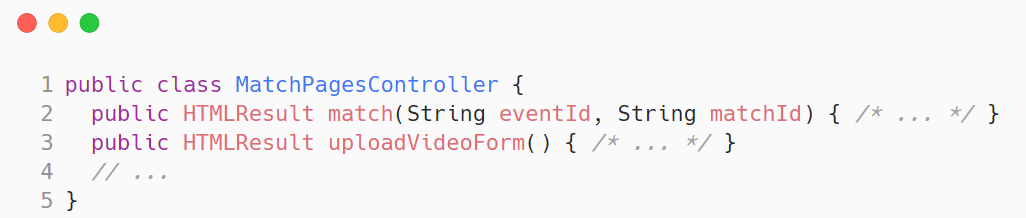 1 public class MatchPagesController {
2   public HTMLResult match(String eventId, String matchId) { /* ... */ }
3   public HTMLResult uploadVideoForm() { /* ... */ }
4   // ...
5 }